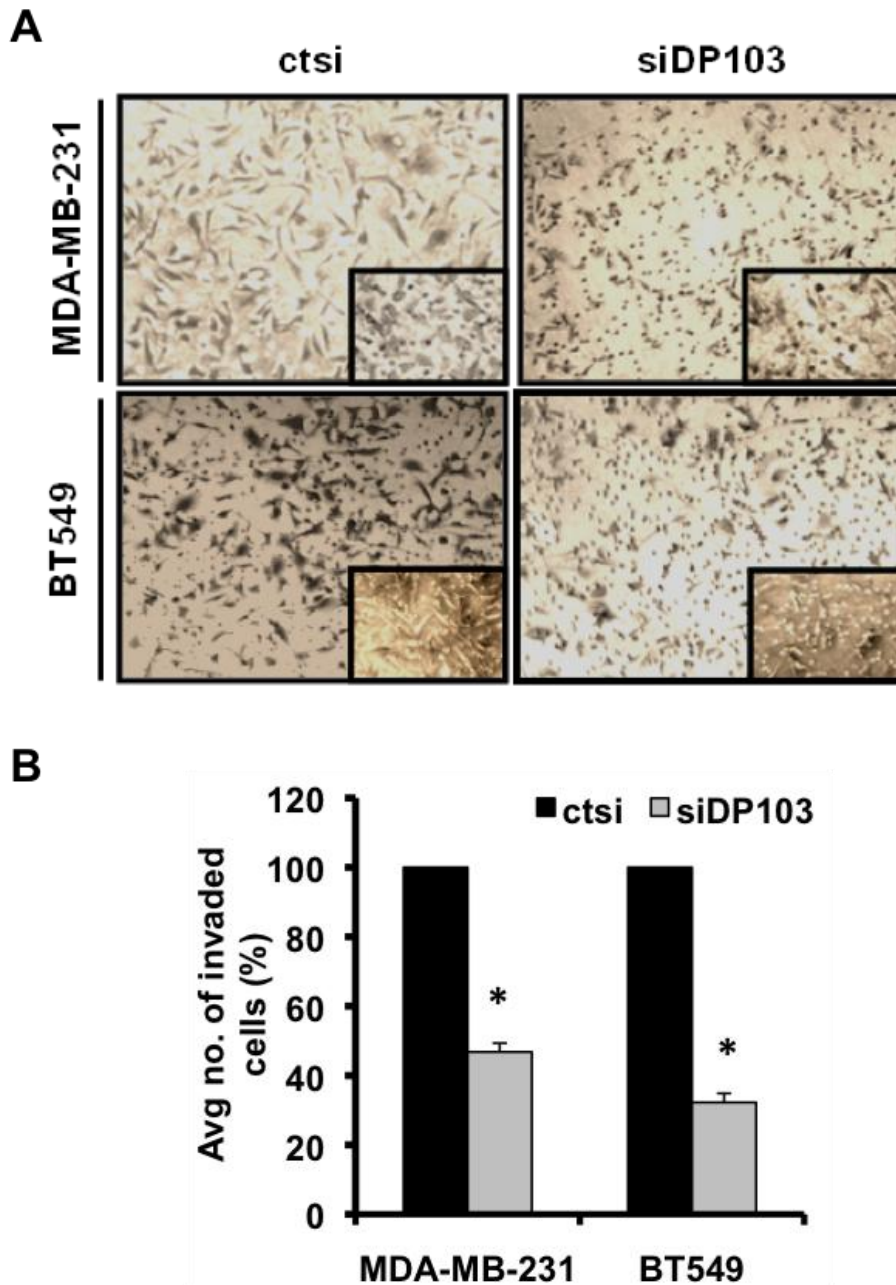 A
ctsi siDP103
MDA-MB-231
BT549
B
120
100
80
60
40
20
0
Avg no. of invaded
cells (%)
ctsi siDP103
*
*
MDA-MB-231 BT549